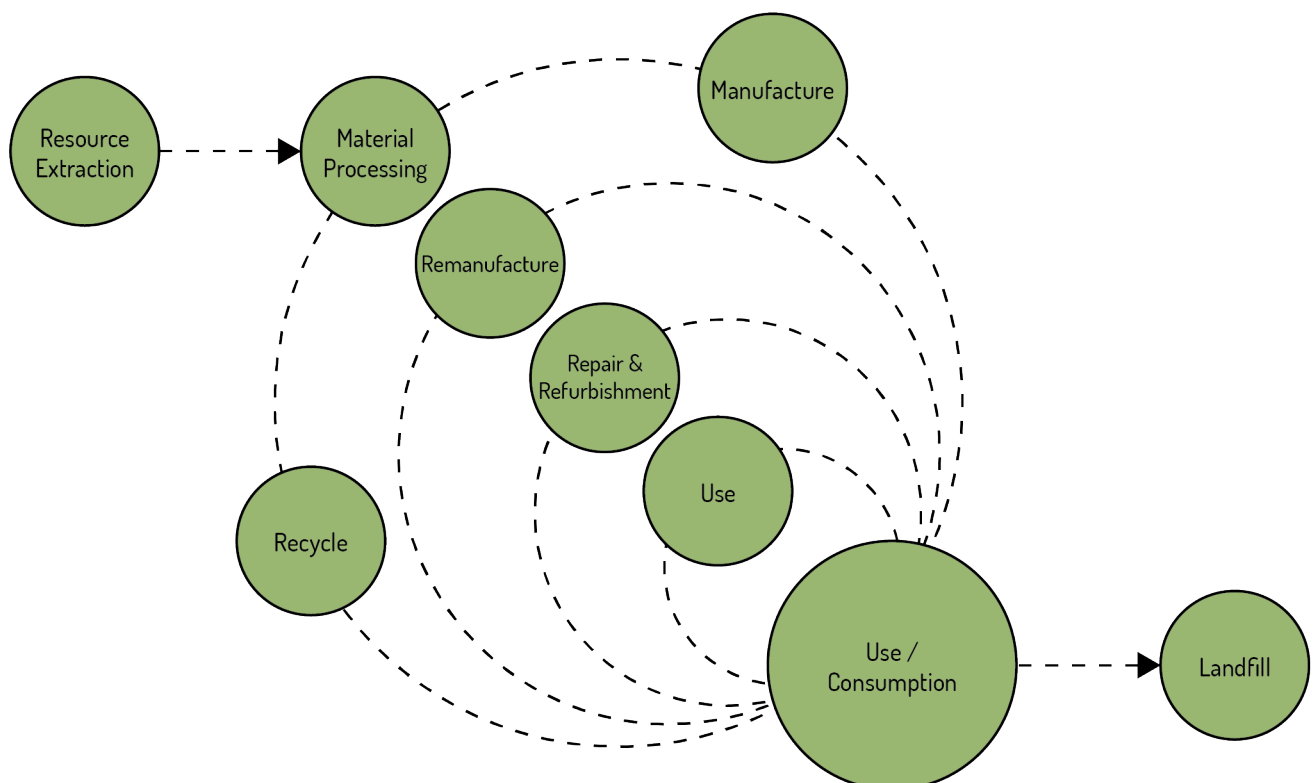 Manufacture
Resource
Extraction
Material
Processing
Remanufacture
Repair &
Refurbishment
Use
Recycle
Use /
Consumption
Landfill